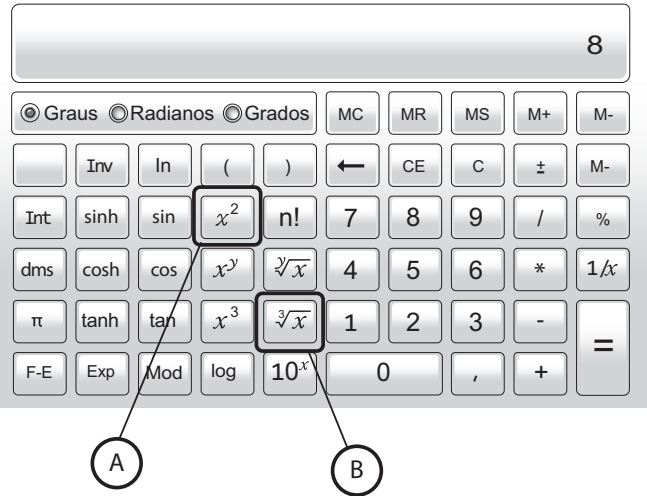 8
Graus Radianos Grados MC MR MS M+ M-
Inv ln ( ) ← CE C ± M-
Int sinh sin x² n! 7 8 9 / %
dms cosh cos xʸ ʸ√x 4 5 6 * 1/x
π tanh tan x³ ³√x 1 2 3 - =
F-E Exp Mod log 10ˣ 0 , +
A B